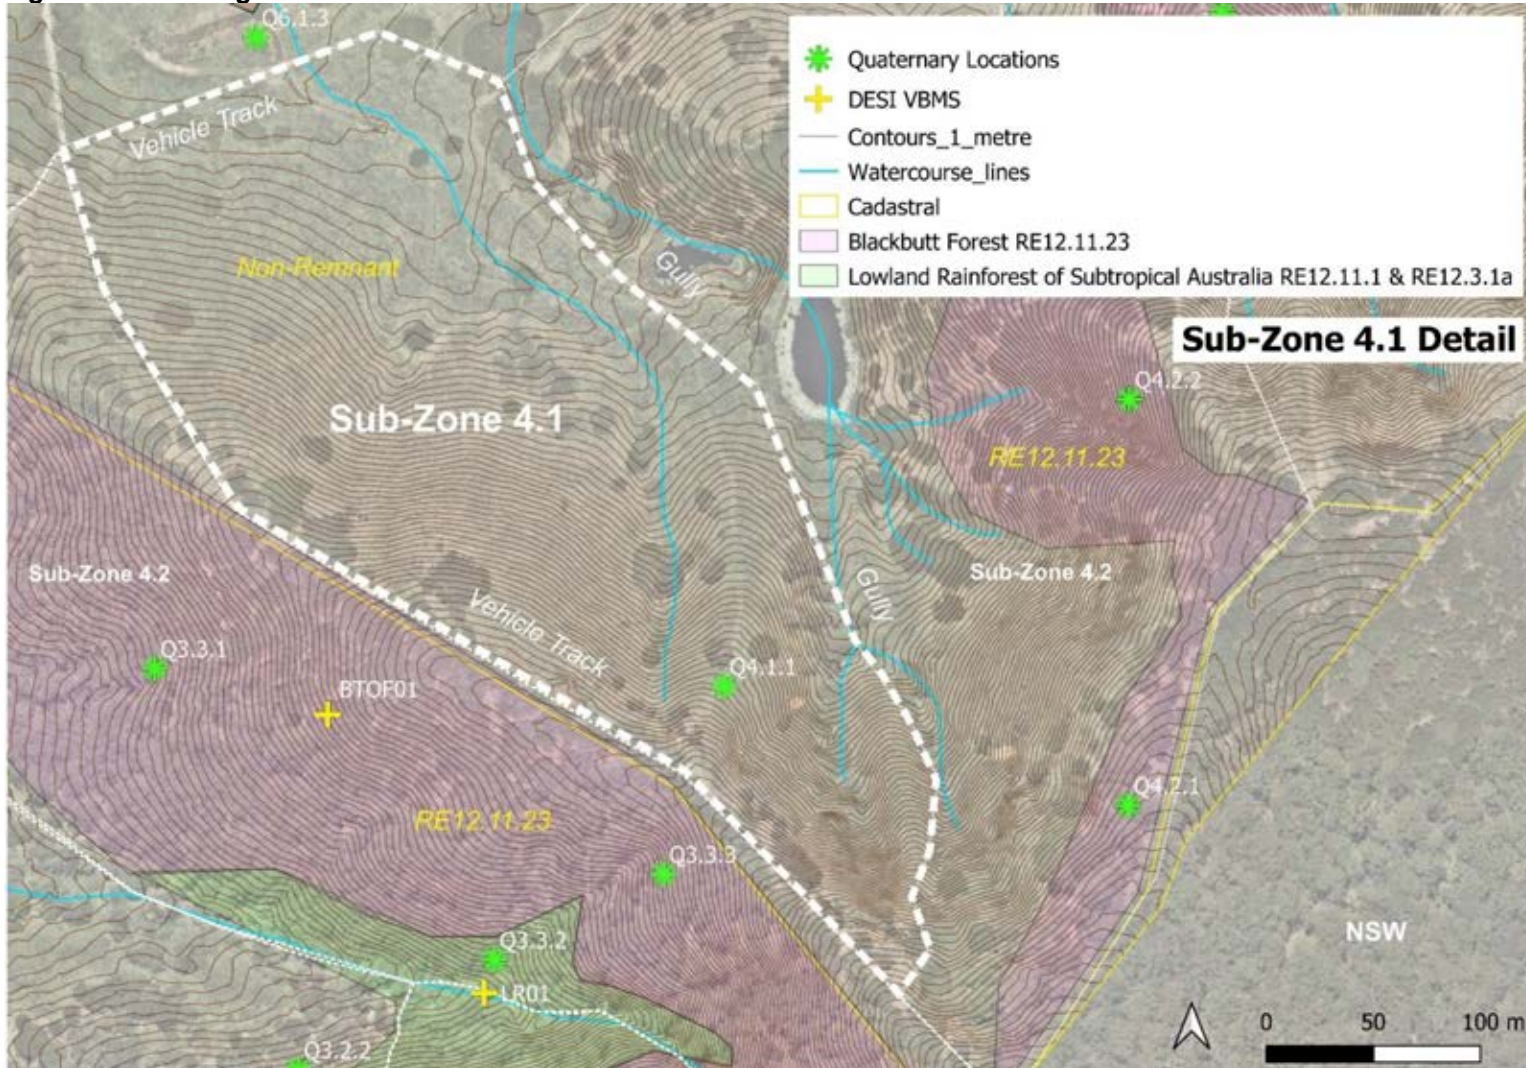 Q6.1.3
Quaternary Locations
DESI VBMS
Contours_1_metre
Watercourse_lines
Cadastral
Blackbutt Forest RE12.11.23
Lowland Rainforest of Subtropical Australia RE12.11.1 & RE12.3.1a
Vehicle Track
Non-Remnant
Gully
Sub-Zone 4.1 Detail
Q4.2.2
Sub-Zone 4.1
RE12.11.23
Sub-Zone 4.2
Sub-Zone 4.2
Gully
Vehicle Track
Q3.3.1
Q4.1.1
BTOF01
Q4.2.1
RE12.11.23
Q3.3.3
Q3.3.2
NSW
LR01
Q3.2.2
0 50 100 m